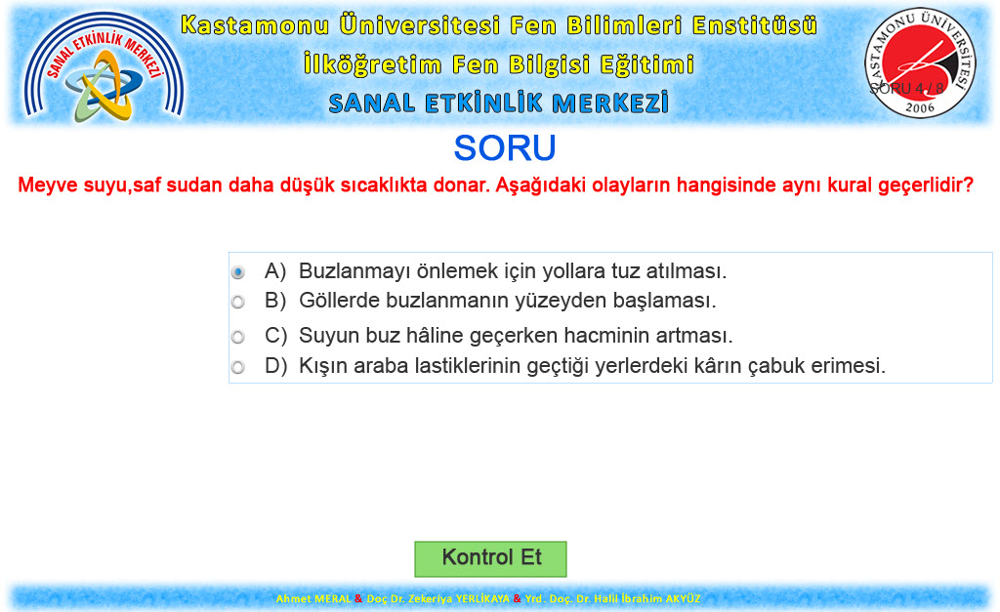 Kastamonu Üniversitesi Fen Bilimleri Enstitüsü
İlköğretim Fen Bilgisi Eğitimi
SANAL ETKİNLİK MERKEZİ
SANAL ETKİNLİK MERKEZİ
KASTAMONU ÜNİVERSİTESİ
SORU 4 / 8
2006
SORU
Meyve suyu,saf sudan daha düşük sıcaklıkta donar. Aşağıdaki olayların hangisinde aynı kural geçerlidir?
A) Buzlanmayı önlemek için yollara tuz atılması.
B) Göllerde buzlanmanın yüzeyden başlaması.
C) Suyun buz hâline geçerken hacminin artması.
D) Kışın araba lastiklerinin geçtiği yerlerdeki kârın çabuk erimesi.
Kontrol Et
Ahmet MERAL & Doç Dr. Zekeriya YERLİKAYA & Yrd. Doç. Dr. Halil İbrahim AKYÜZ